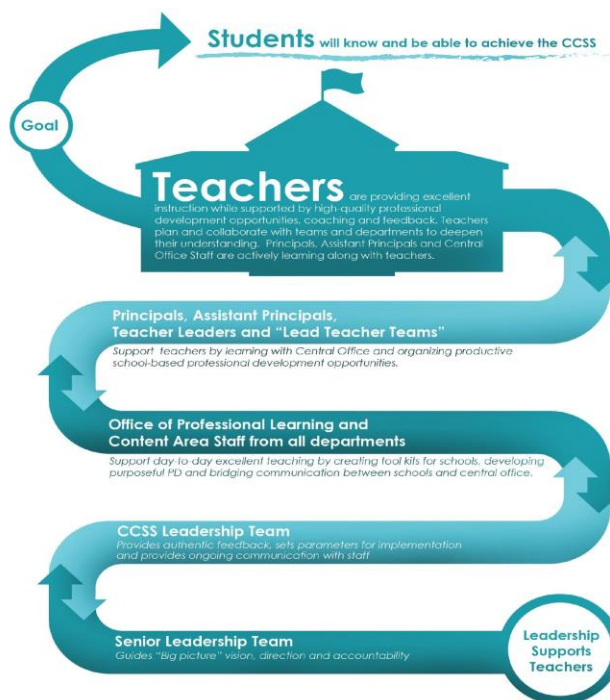 Students will know and be able to achieve the CCSS
Goal
Teachers are providing excellent
instruction while supported by high-quality professional
development opportunities, coaching and feedback. Teachers
plan and collaborate with teams and departments to deepen
their understanding. Principals, Assistant Principals and Central
Office Staff are actively learning along with teachers.
Principals, Assistant Principals,
Teacher Leaders and “Lead Teacher Teams”
Support teachers by learning with Central Office and organizing productive
school-based professional development opportunities.
Office of Professional Learning and
Content Area Staff from all departments
Support day-to-day excellent teaching by creating tool kits for schools, developing
purposeful PD and bridging communication between schools and central office.
CCSS Leadership Team
Provides authentic feedback, sets parameters for implementation
and provides ongoing communication with staff
Senior Leadership Team
Guides “Big picture” vision, direction and accountability
Leadership
Supports
Teachers